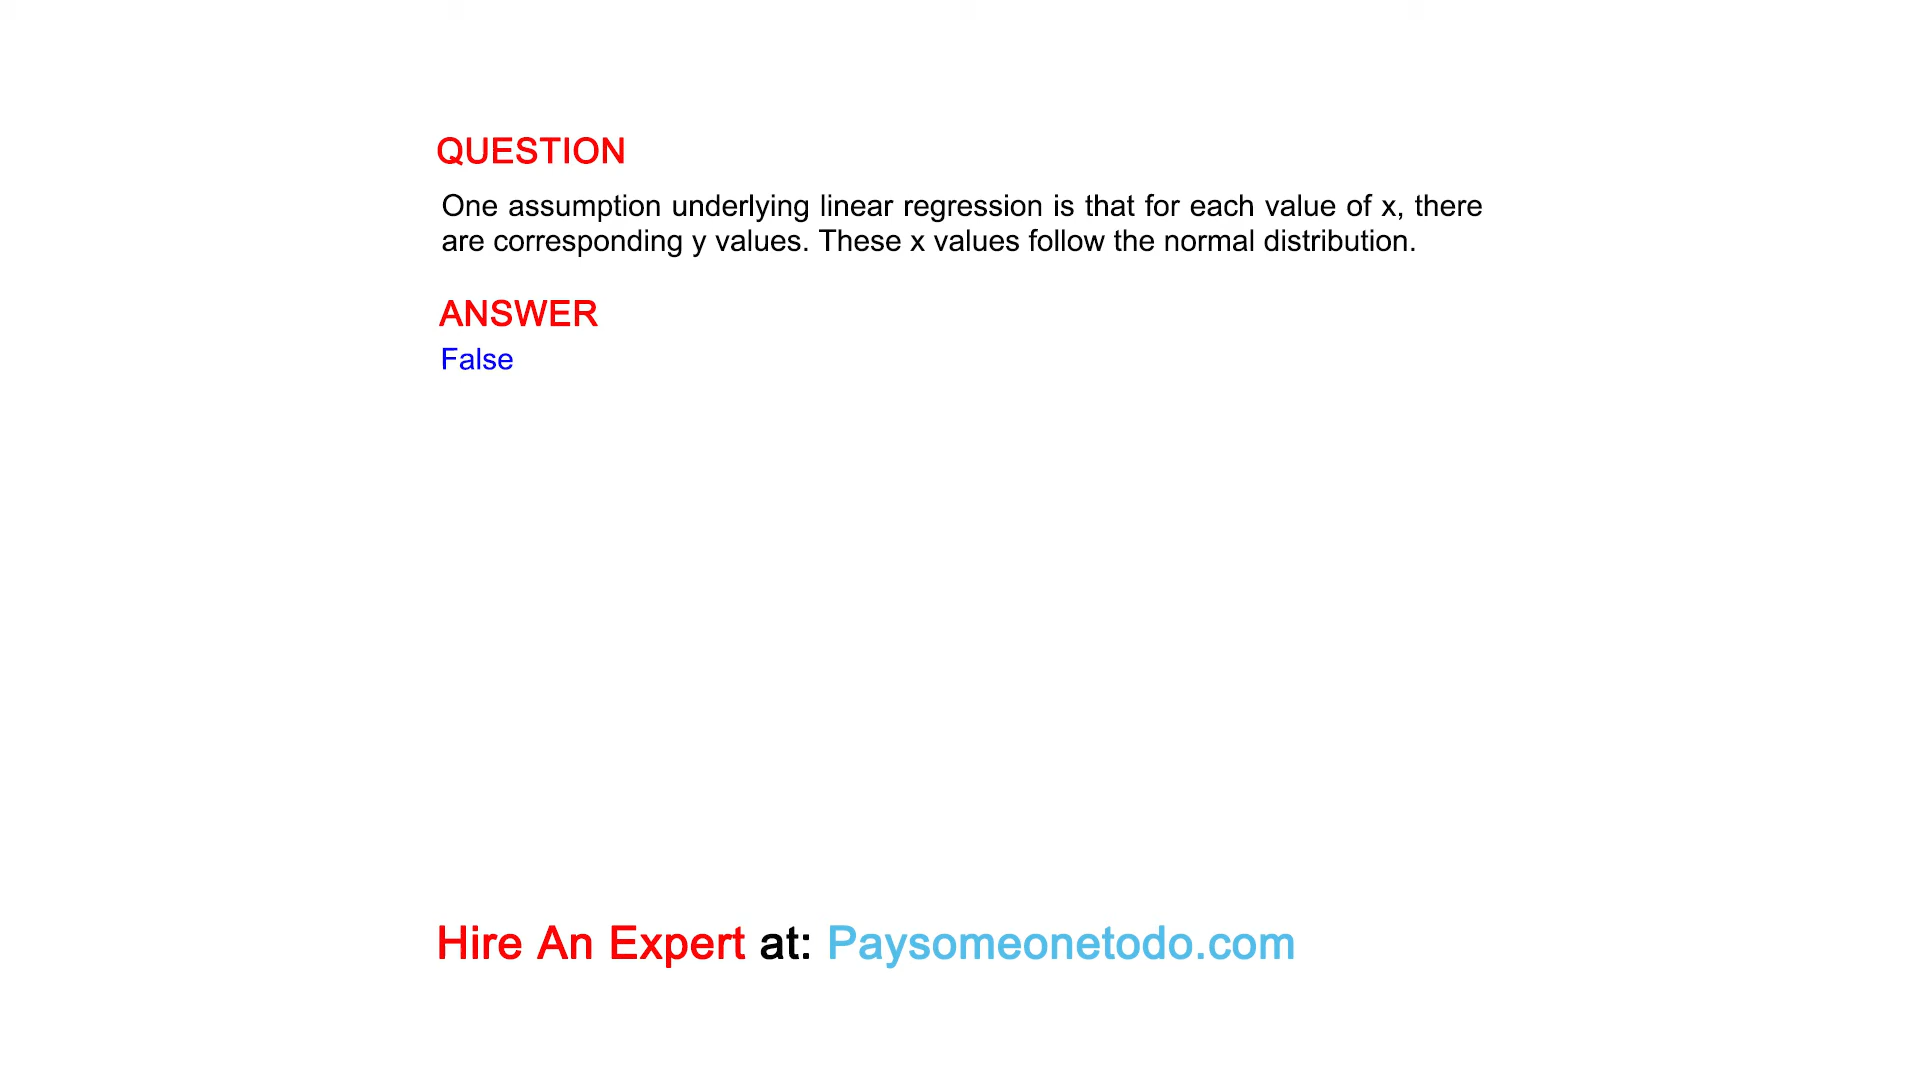 QUESTION
One assumption underlying linear regression is that for each value of x, there
are corresponding y values. These x values follow the normal distribution.
ANSWER
False
Hire An Expert at: Paysomeonetodo.com